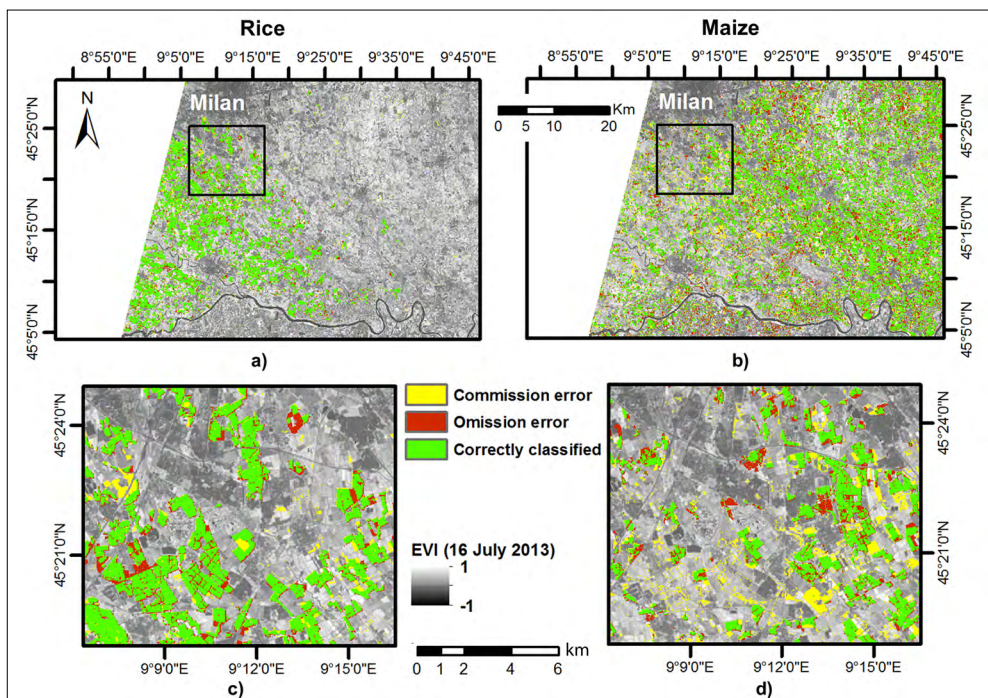 Rice
Maize
8°55'0"E 9°5'0"E 9°15'0"E 9°25'0"E 9°35'0"E 9°45'0"E
8°55'0"E 9°5'0"E 9°15'0"E 9°25'0"E 9°35'0"E 9°45'0"E
N
Milan
Km
0 5 10 20
Milan
45°25'0"N
45°15'0"N
45°5'0"N
45°25'0"N
45°15'0"N
45°5'0"N
a)
b)
Commission error
Omission error
Correctly classified
45°24'0"N
45°21'0"N
45°24'0"N
45°21'0"N
EVI (16 July 2013)
1
-1
km
0 2 4 6
9°9'0"E 9°12'0"E 9°15'0"E
9°9'0"E 9°12'0"E 9°15'0"E
c)
d)